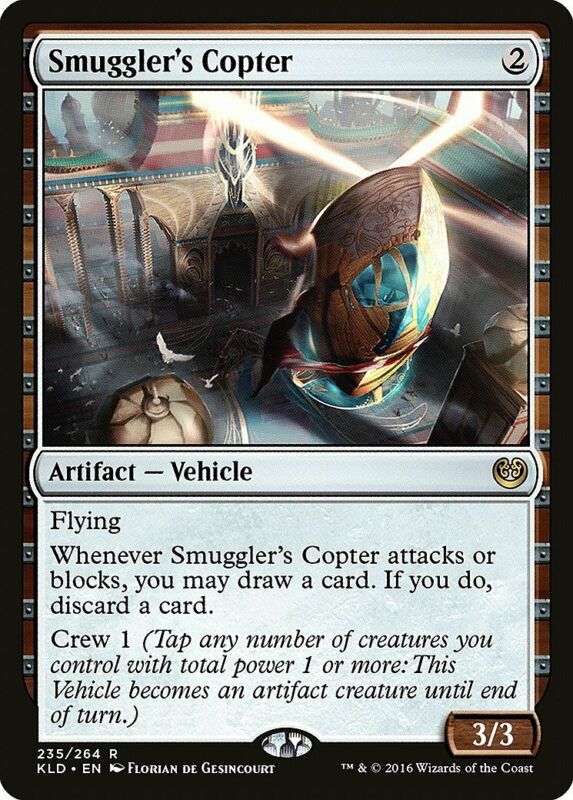 Smuggler's Copter 2
Artifact — Vehicle
Flying
Whenever Smuggler's Copter attacks or
blocks, you may draw a card. If you do,
discard a card.
Crew 1 (Tap any number of creatures you
control with total power 1 or more: This
Vehicle becomes an artifact creature until end
of turn.)
3/3
235/264 R
KLD • EN Florian de Gesincourt
™ & © 2016 Wizards of the Coast